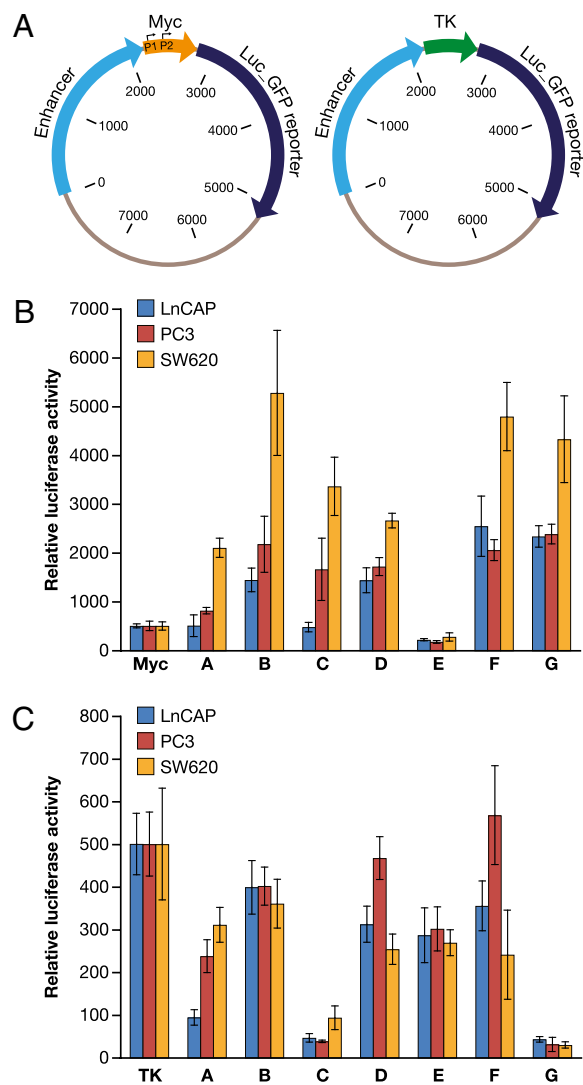 A
Myc
P1 P2
Enhancer
Luc_GFP reporter
0
1000
2000
3000
4000
5000
6000
7000
TK
Enhancer
Luc_GFP reporter
0
1000
2000
3000
4000
5000
6000
7000
B
Relative luciferase activity
7000
6000
5000
4000
3000
2000
1000
0
LnCAP
PC3
SW620
Myc A B C D E F G
C
Relative luciferase activity
800
700
600
500
400
300
200
100
0
LnCAP
PC3
SW620
TK A B C D E F G